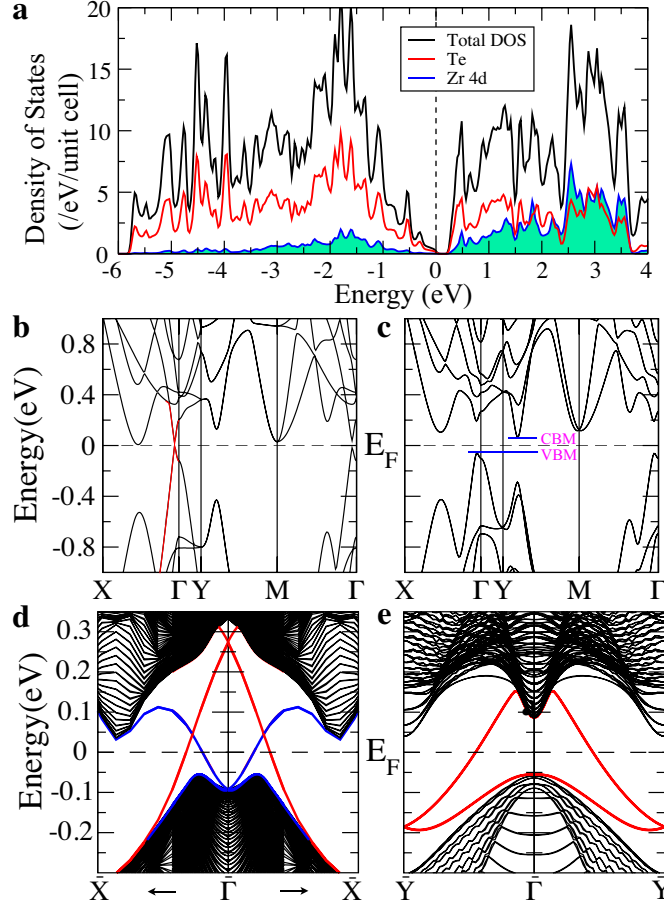 a
20
15
10
5
0
Density of States
(/eV/unit cell)
Total DOS
Te
Zr 4d
-6 -5 -4 -3 -2 -1 0 1 2 3 4
Energy (eV)
b
c
0.8
0.4
0
-0.4
-0.8
Energy(eV)
E_F
CBM
VBM
X Γ Y M Γ
X Γ Y M Γ
d
e
0.3
0.2
0.1
0
-0.1
-0.2
Energy(eV)
E_F
X̄ ← Γ̄ → X̄
Ȳ Γ̄ Ȳ